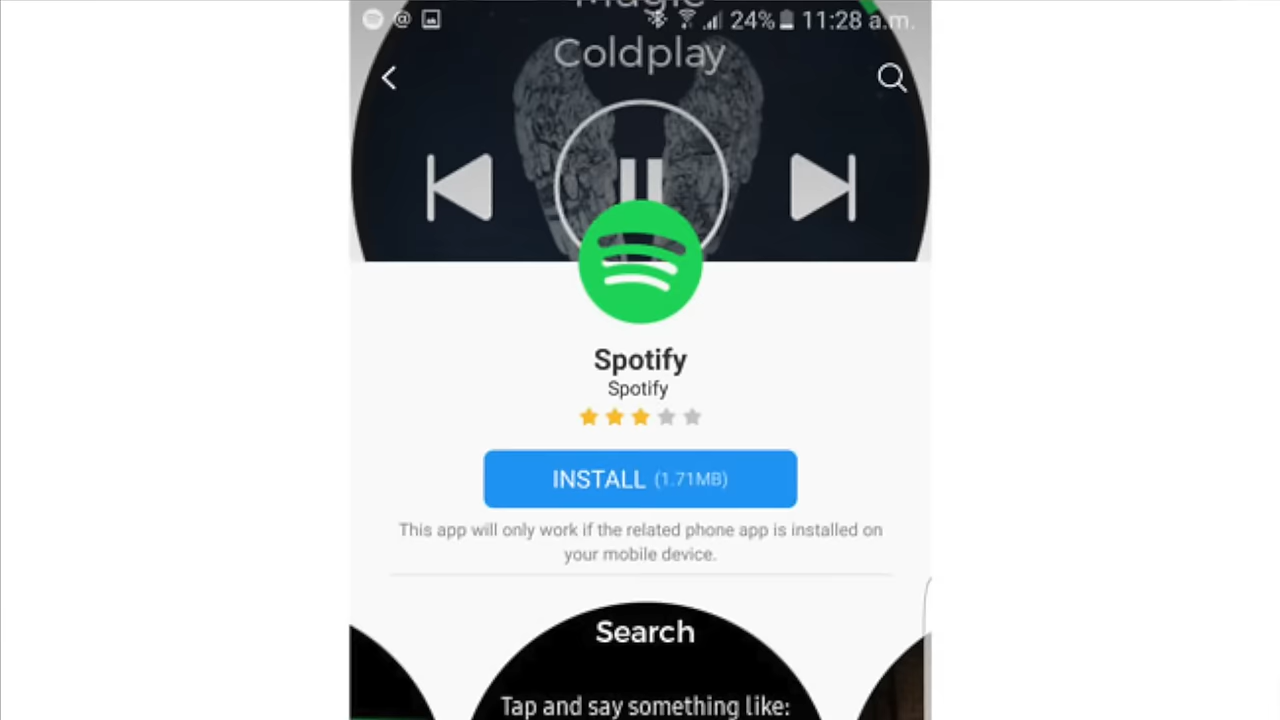 Magic
@ 24% 11:28 a.m.
Coldplay
Spotify
Spotify
INSTALL (1.71MB)
This app will only work if the related phone app is installed on
your mobile device.
Search
Tap and say something like: